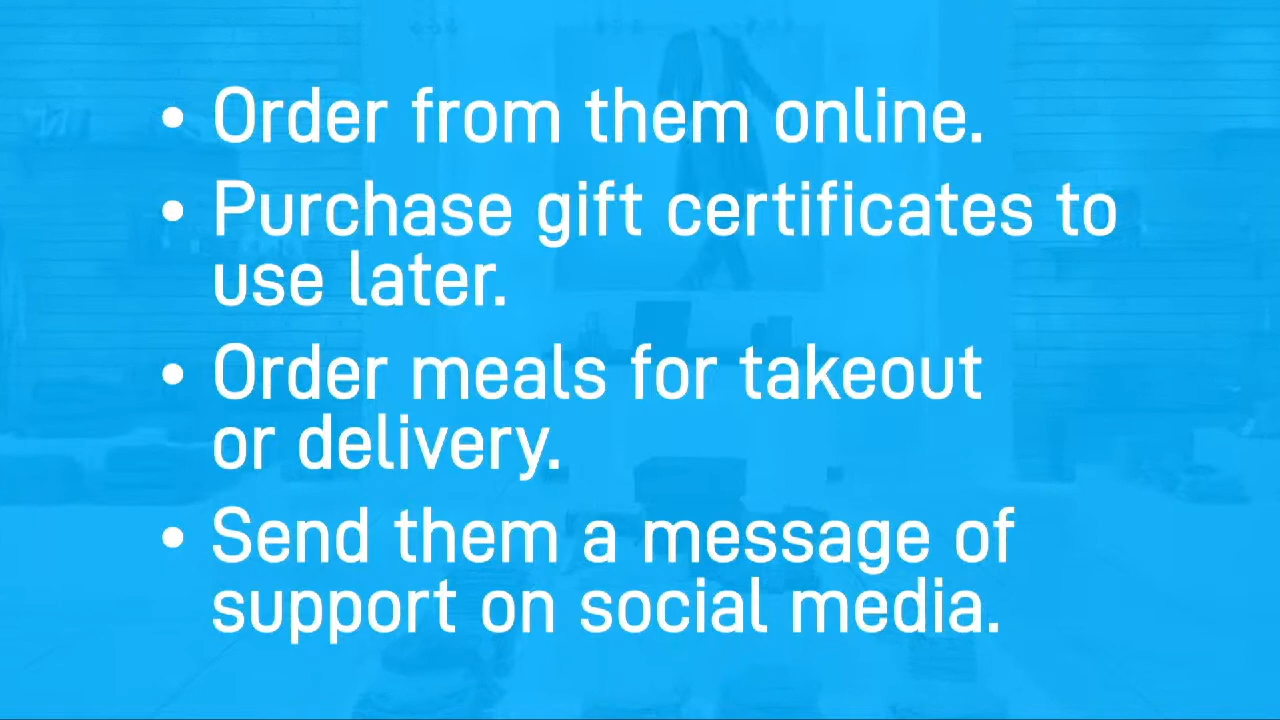 • Order from them online.
• Purchase gift certificates to
use later.
• Order meals for takeout
or delivery.
• Send them a message of
support on social media.